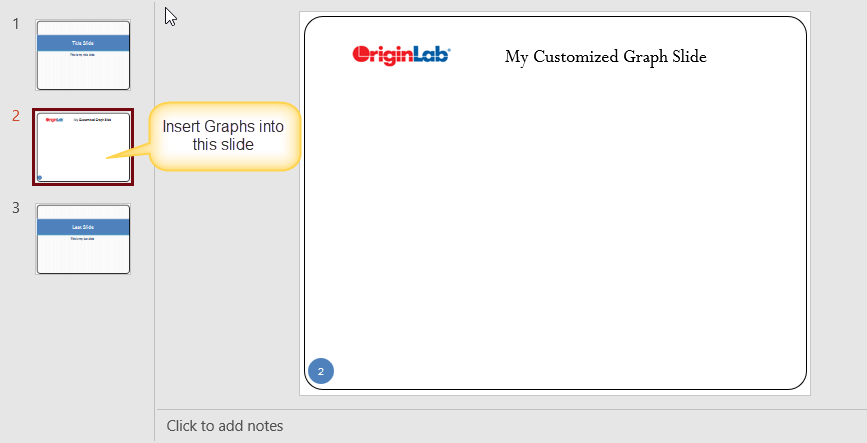 1
Title Slide
This is my title slide
2
OriginLab
My Customized Graph Slide
2
Insert Graphs into
this slide
3
Last Slide
This is my last slide
OriginLab®
My Customized Graph Slide
2
Click to add notes